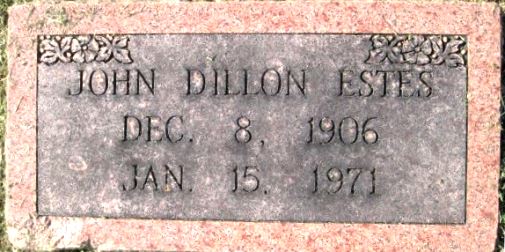 JOHN DILLON ESTES
DEC. 8, 1906
JAN. 15, 1971